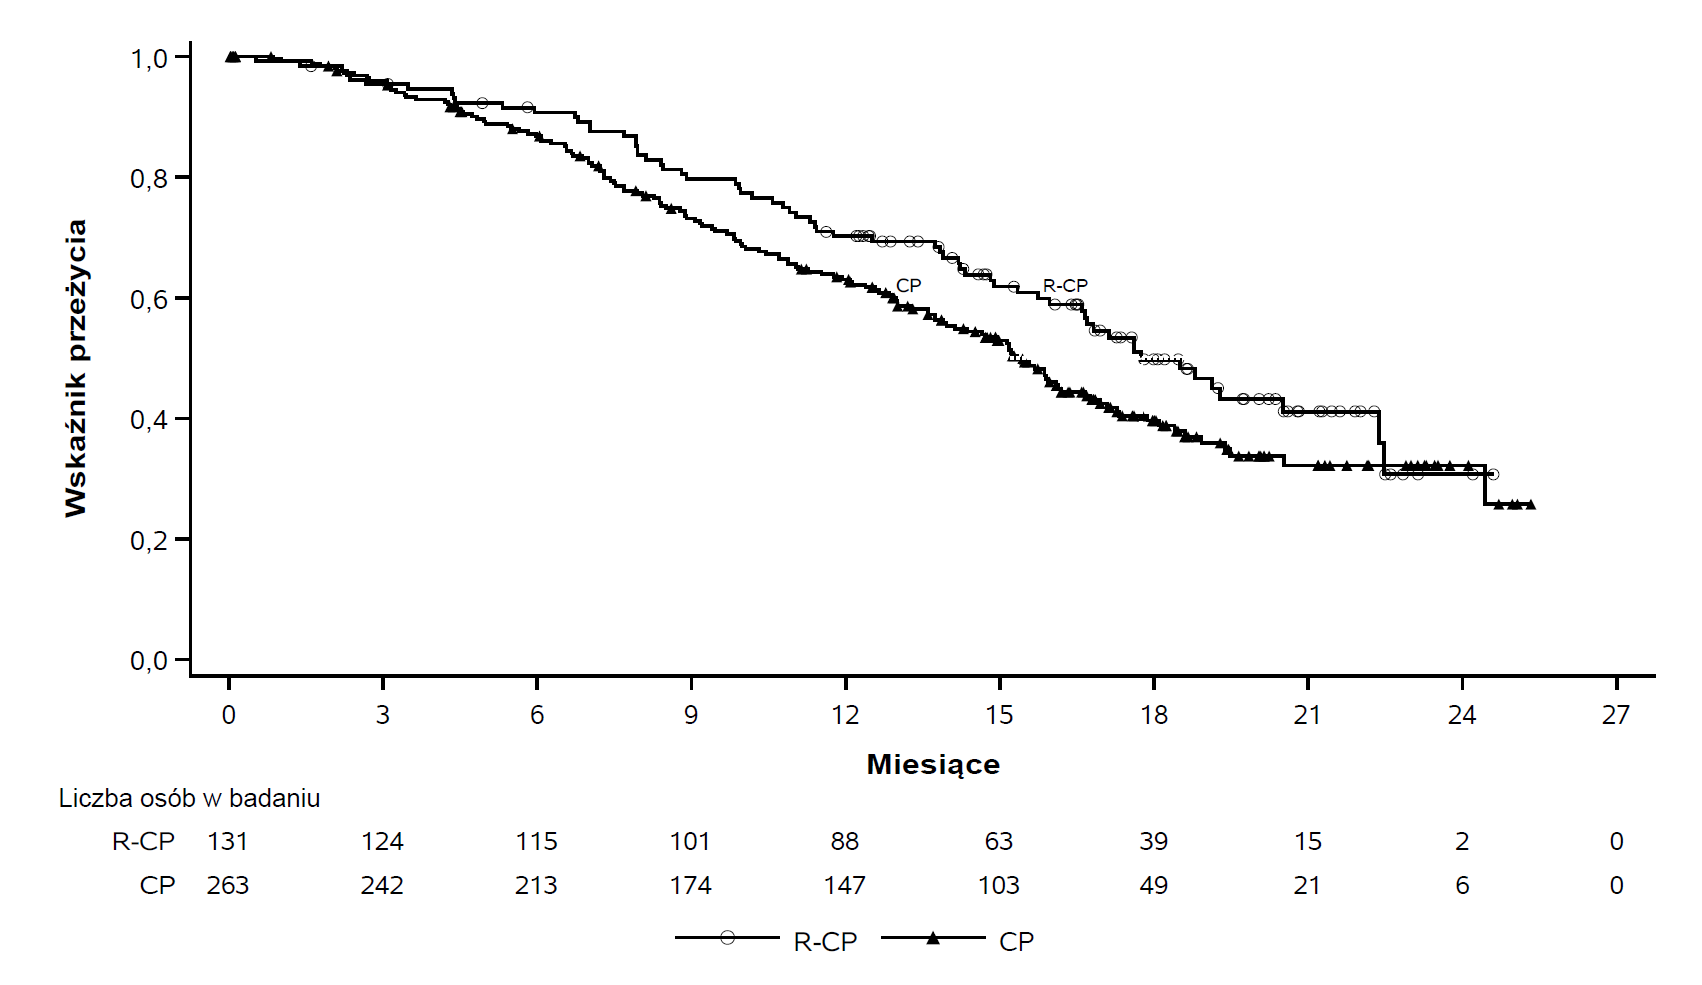 Wskaźnik przeżycia
1,0
0,8
0,6
0,4
0,2
0,0
CP
R-CP
0 3 6 9 12 15 18 21 24 27
Miesiące
Liczba osób w badaniu
R-CP 131 124 115 101 88 63 39 15 2 0
CP 263 242 213 174 147 103 49 21 6 0
R-CP CP